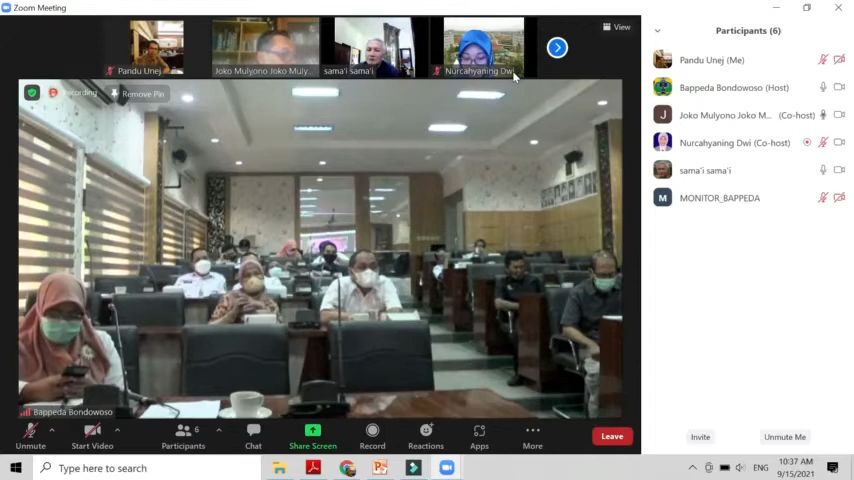 Zoom Meeting
View
Pandu Unej
Joko Mulyono Joko Muly...
sama'i sama'i
Nurcahyaning Dwi
Recording
Remove Pin
Bappeda Bondowoso
Participants (6)
Pandu Unej (Me)
Bappeda Bondowoso (Host)
J
Joko Mulyono Joko M... (Co-host)
Nurcahyaning Dwi (Co-host)
sama'i sama'i
M
MONITOR_BAPPEDA
Invite
Unmute Me
Unmute
Start Video
6
Participants
Chat
Share Screen
Record
Reactions
Apps
More
Leave
Type here to search
ENG
10:37 AM
9/15/2021